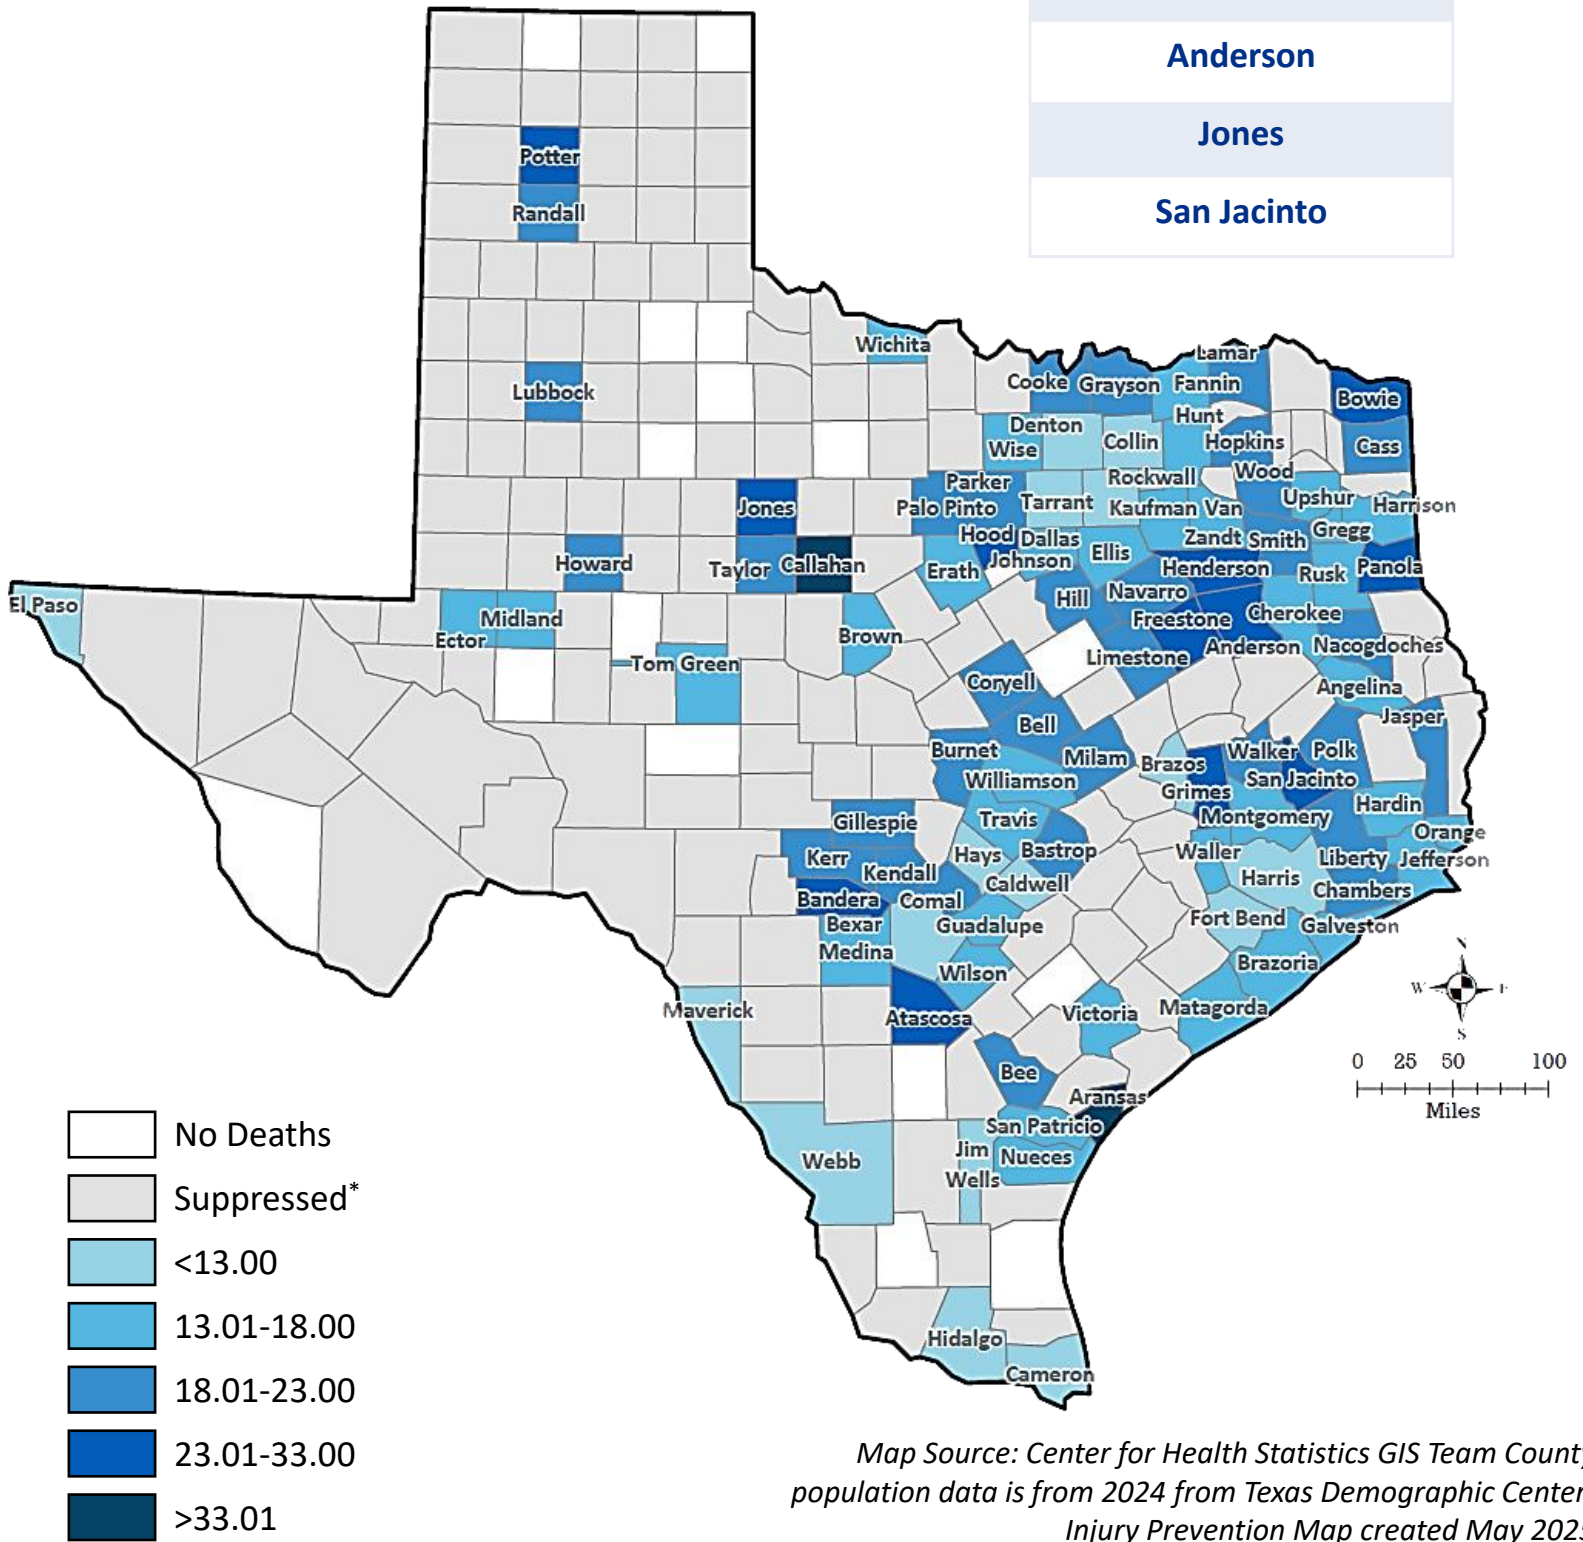 Anderson
Jones
San Jacinto
Potter
Randall
Wichita
Lamar
Lubbock
Cooke
Grayson
Fannin
Bowie
Hunt
Denton
Collin
Hopkins
Cass
Wise
Rockwall
Wood
Parker
Upshur
Jones
Palo Pinto
Tarrant
Kaufman
Van
Zandt
Harrison
Hood
Dallas
Smith
Gregg
Howard
Taylor
Callahan
Erath
Johnson
Ellis
Henderson
Rusk
Panola
El Paso
Hill
Navarro
Midland
Freestone
Cherokee
Ector
Brown
Anderson
Nacogdoches
Tom Green
Limestone
Coryell
Angelina
Bell
Jasper
Burnet
Milam
Brazos
Walker
Polk
Williamson
San Jacinto
Grimes
Hardin
Gillespie
Travis
Montgomery
Orange
Kerr
Hays
Bastrop
Waller
Liberty
Jefferson
Kendall
Caldwell
Harris
Chambers
Bandera
Comal
Bexar
Guadalupe
Fort Bend
Galveston
Medina
Wilson
Brazoria
Maverick
Atascosa
Victoria
Matagorda
Bee
Aransas
San Patricio
Webb
Jim
Wells
Nueces
Hidalgo
Cameron
N
W
E
S
0 25 50 100
Miles
No Deaths
Suppressed*
<13.00
13.01-18.00
18.01-23.00
23.01-33.00
>33.01
Map Source: Center for Health Statistics GIS Team County
population data is from 2024 from Texas Demographic Center.
Injury Prevention Map created May 2025